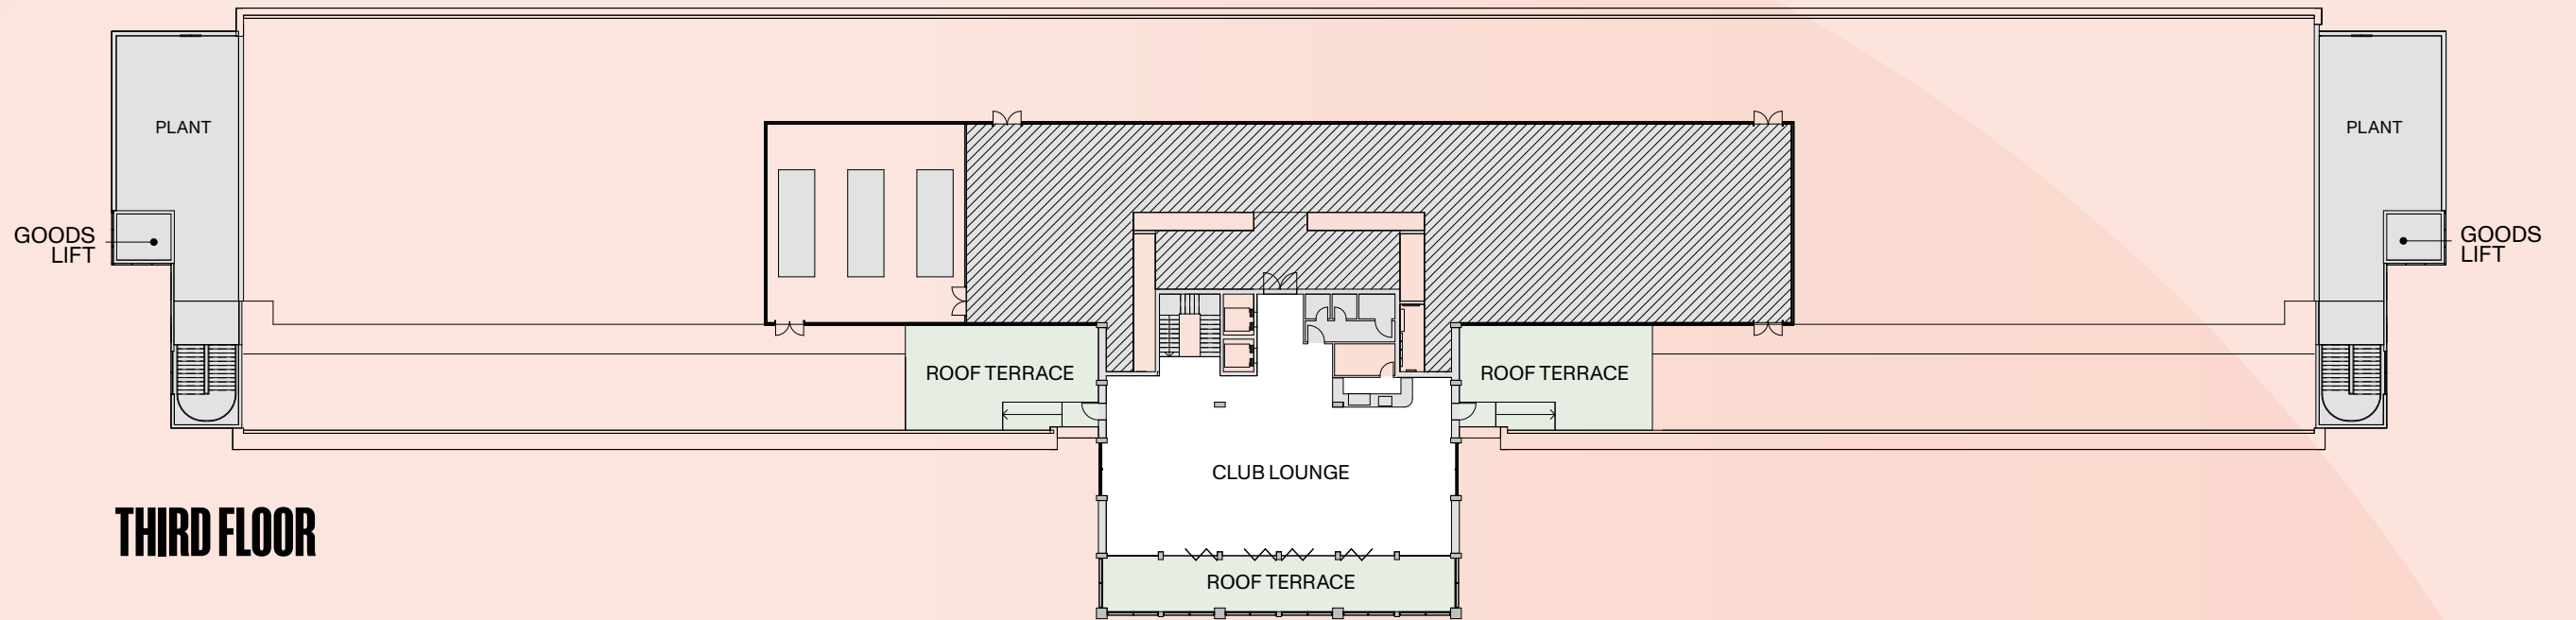 PLANT
PLANT
GOODS
LIFT
GOODS
LIFT
ROOF TERRACE
ROOF TERRACE
CLUB LOUNGE
THIRD FLOOR
ROOF TERRACE